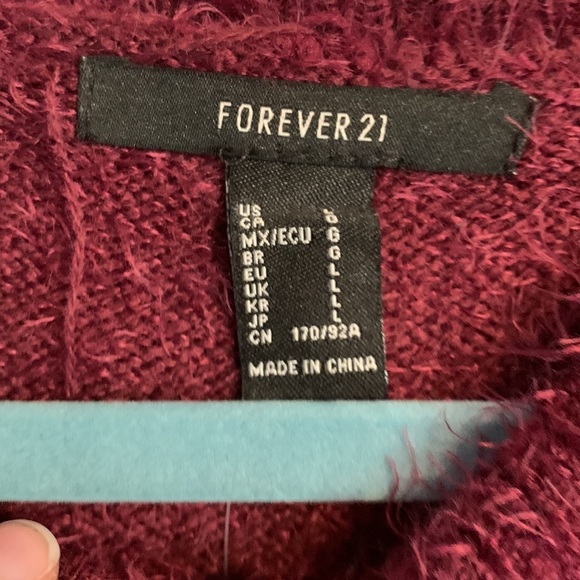 FOREVER 21
US
CA
MX/ECU G
BR G
EU L
UK L
KR L
JP L
CN 170/92A
MADE IN CHINA